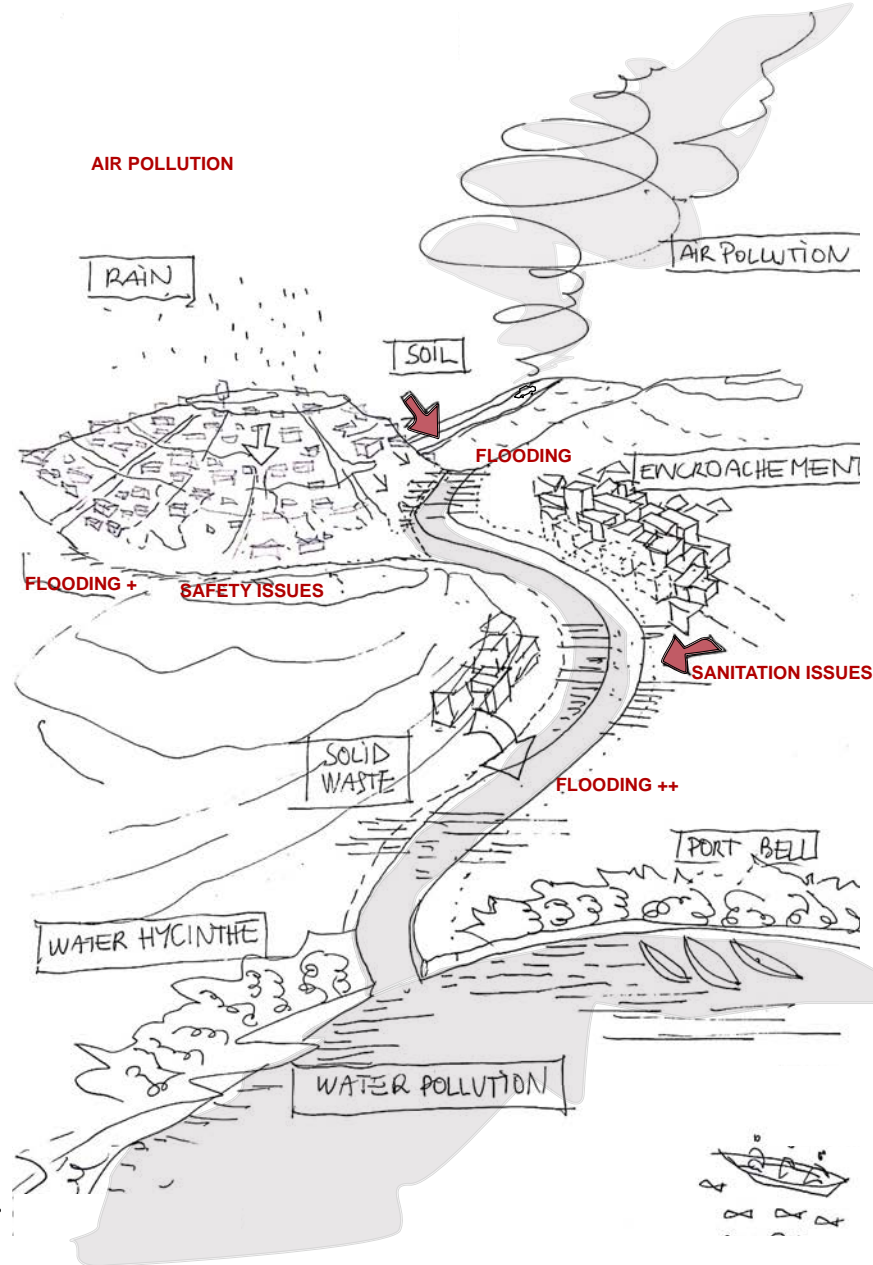 AIR POLLUTION
AIR POLLUTION
RAIN
SOIL
FLOODING
ENCROACHEMENT
FLOODING +
SAFETY ISSUES
SANITATION ISSUES
SOLID
WASTE
FLOODING ++
PORT BELL
WATER HYCINTHE
WATER POLLUTION